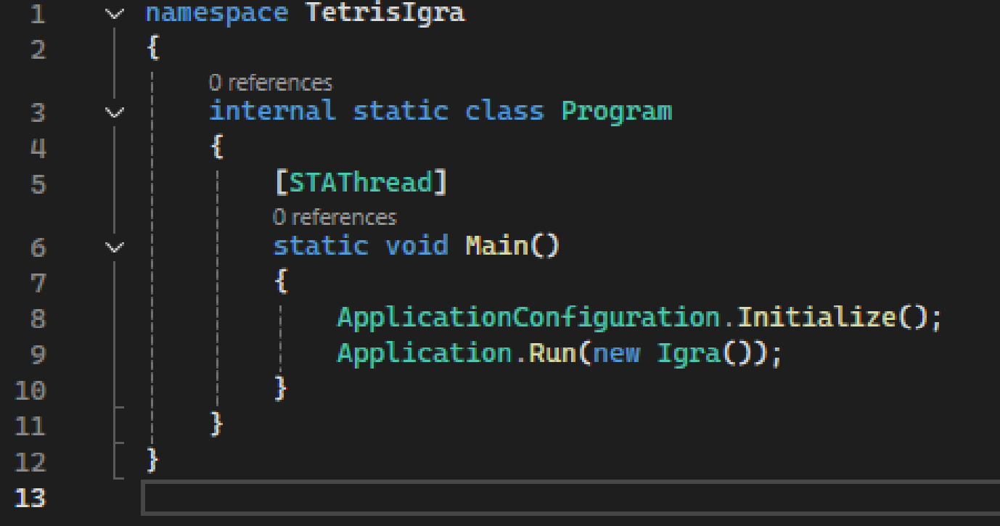 1 namespace TetrisIgra
2 {
0 references
3 internal static class Program
4 {
5 [STAThread]
0 references
6 static void Main()
7 {
8 ApplicationConfiguration.Initialize();
9 Application.Run(new Igra());
10 }
11 }
12 }
13